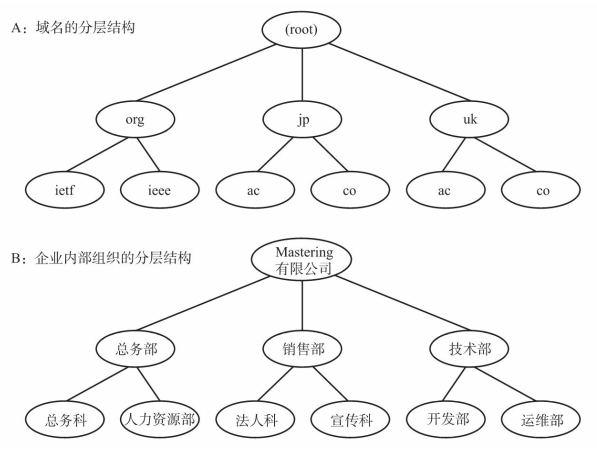 A：域名的分层结构
(root)
org
jp
uk
ietf
ieee
ac
co
ac
co
B：企业内部组织的分层结构
Mastering
有限公司
总务部
销售部
技术部
总务科
人力资源部
法人科
宣传科
开发部
运维部